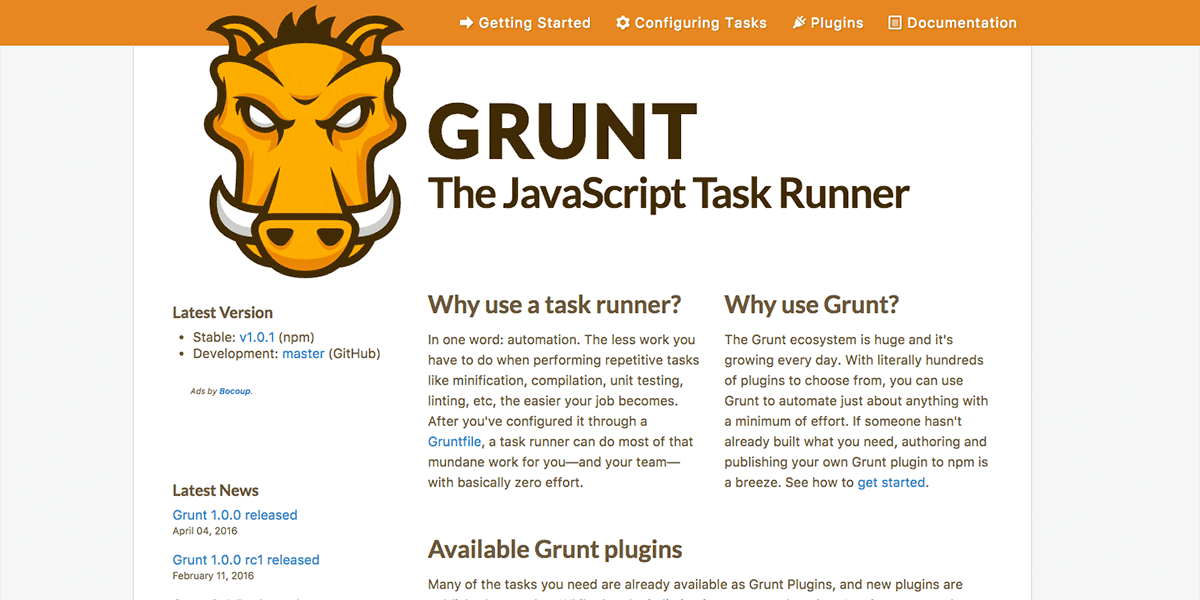 Getting Started
Configuring Tasks
Plugins
Documentation
GRUNT
The JavaScript Task Runner
Latest Version
Stable: v1.0.1 (npm)
Development: master (GitHub)
Ads by Bocoup.
Latest News
Grunt 1.0.0 released
April 04, 2016
Grunt 1.0.0 rc1 released
February 11, 2016
Why use a task runner?
In one word: automation. The less work you
have to do when performing repetitive tasks
like minification, compilation, unit testing,
linting, etc, the easier your job becomes.
After you've configured it through a
Gruntfile, a task runner can do most of that
mundane work for you—and your team—
with basically zero effort.
Why use Grunt?
The Grunt ecosystem is huge and it's
growing every day. With literally hundreds
of plugins to choose from, you can use
Grunt to automate just about anything with
a minimum of effort. If someone hasn't
already built what you need, authoring and
publishing your own Grunt plugin to npm is
a breeze. See how to get started.
Available Grunt plugins
Many of the tasks you need are already available as Grunt Plugins, and new plugins are